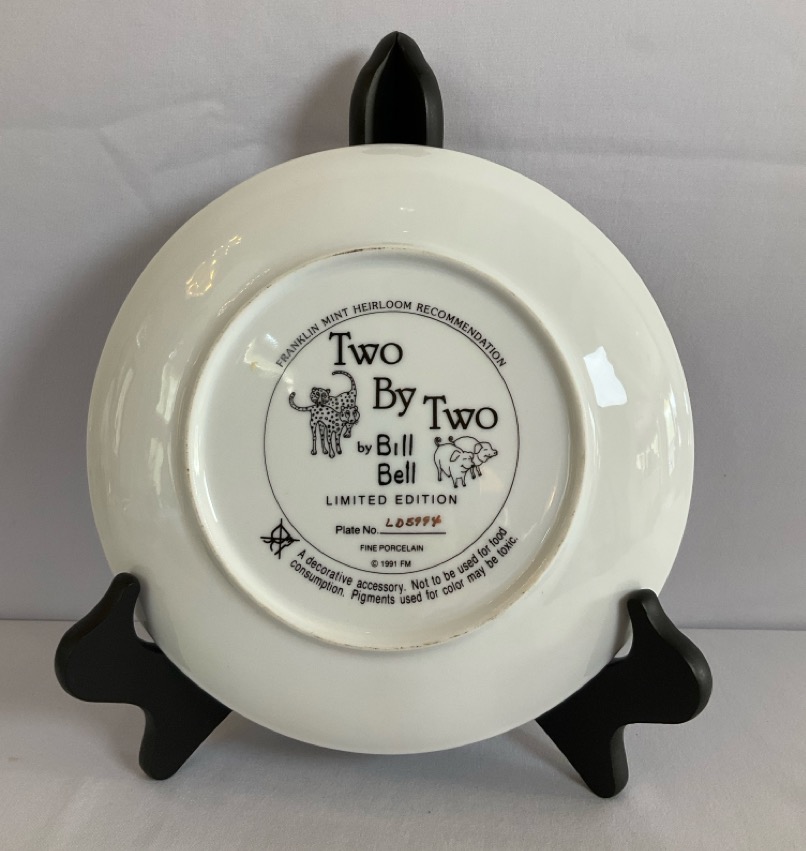 FRANKLIN MINT HEIRLOOM RECOMMENDATION
Two
By
Two
by Bill
Bell
LIMITED EDITION
Plate No. LD5994
FINE PORCELAIN
© 1991 FM
A decorative accessory. Not to be used for food
consumption. Pigments used for color may be toxic.